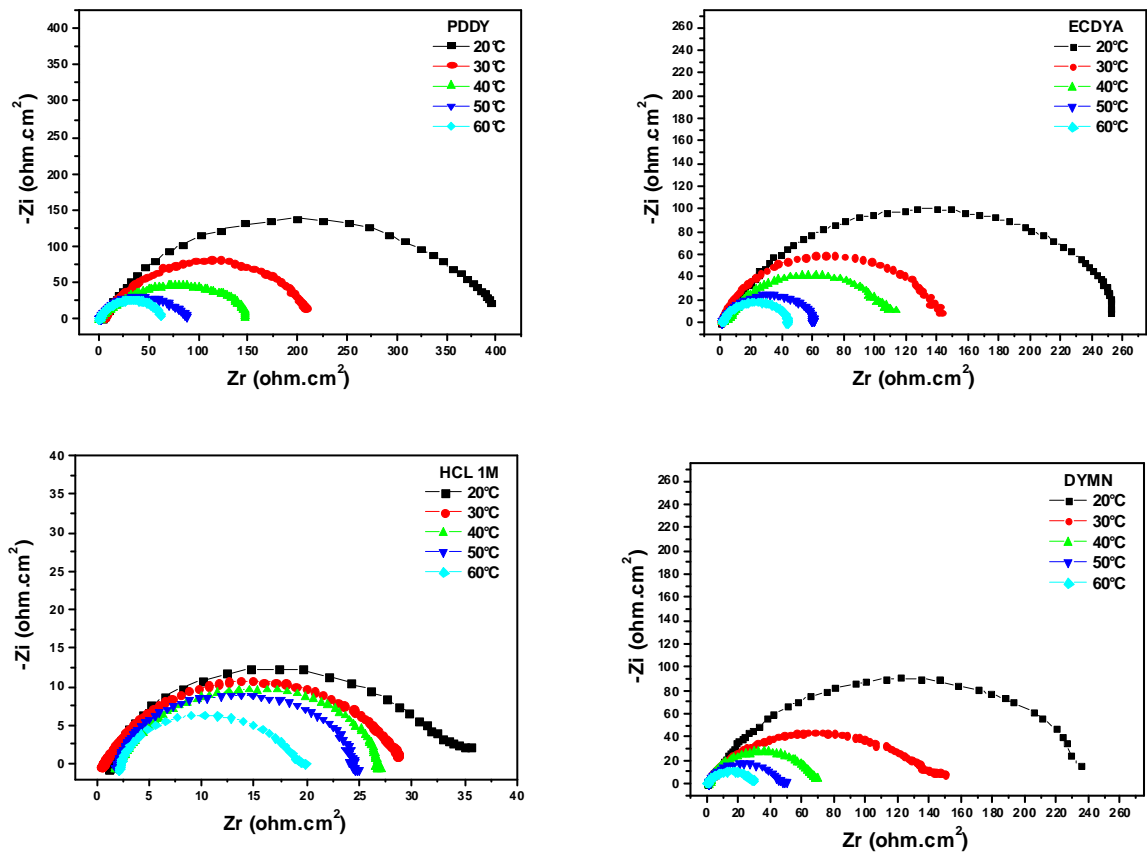 PDDY
20°C
30°C
40°C
50°C
60°C
400
350
300
250
200
150
100
50
0
-Zi (ohm.cm²)
0 50 100 150 200 250 300 350 400
Zr (ohm.cm²)
ECDYA
20°C
30°C
40°C
50°C
60°C
260
240
220
200
180
160
140
120
100
80
60
40
20
0
-Zi (ohm.cm²)
0 20 40 60 80 100 120 140 160 180 200 220 240 260
Zr (ohm.cm²)
HCL 1M
20°C
30°C
40°C
50°C
60°C
40
35
30
25
20
15
10
5
0
-Zi (ohm.cm²)
0 5 10 15 20 25 30 35 40
Zr (ohm.cm²)
DYMN
20°C
30°C
40°C
50°C
60°C
260
240
220
200
180
160
140
120
100
80
60
40
20
0
-Zi (ohm.cm²)
0 20 40 60 80 100 120 140 160 180 200 220 240 260
Zr (ohm.cm²)